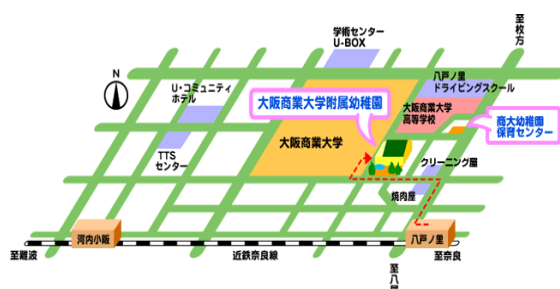 至枚方
学術センター
U-BOX
N
八戸ノ里
ドライビングスクール
U・コミュニティ
ホテル
大阪商業大学附属幼稚園
大阪商業大学
高等学校
商大幼稚園
保育センター
大阪商業大学
TTS
センター
クリーニング屋
焼肉屋
河内小阪
八戸ノ里
至難波
近鉄奈良線
至奈良
至八尾